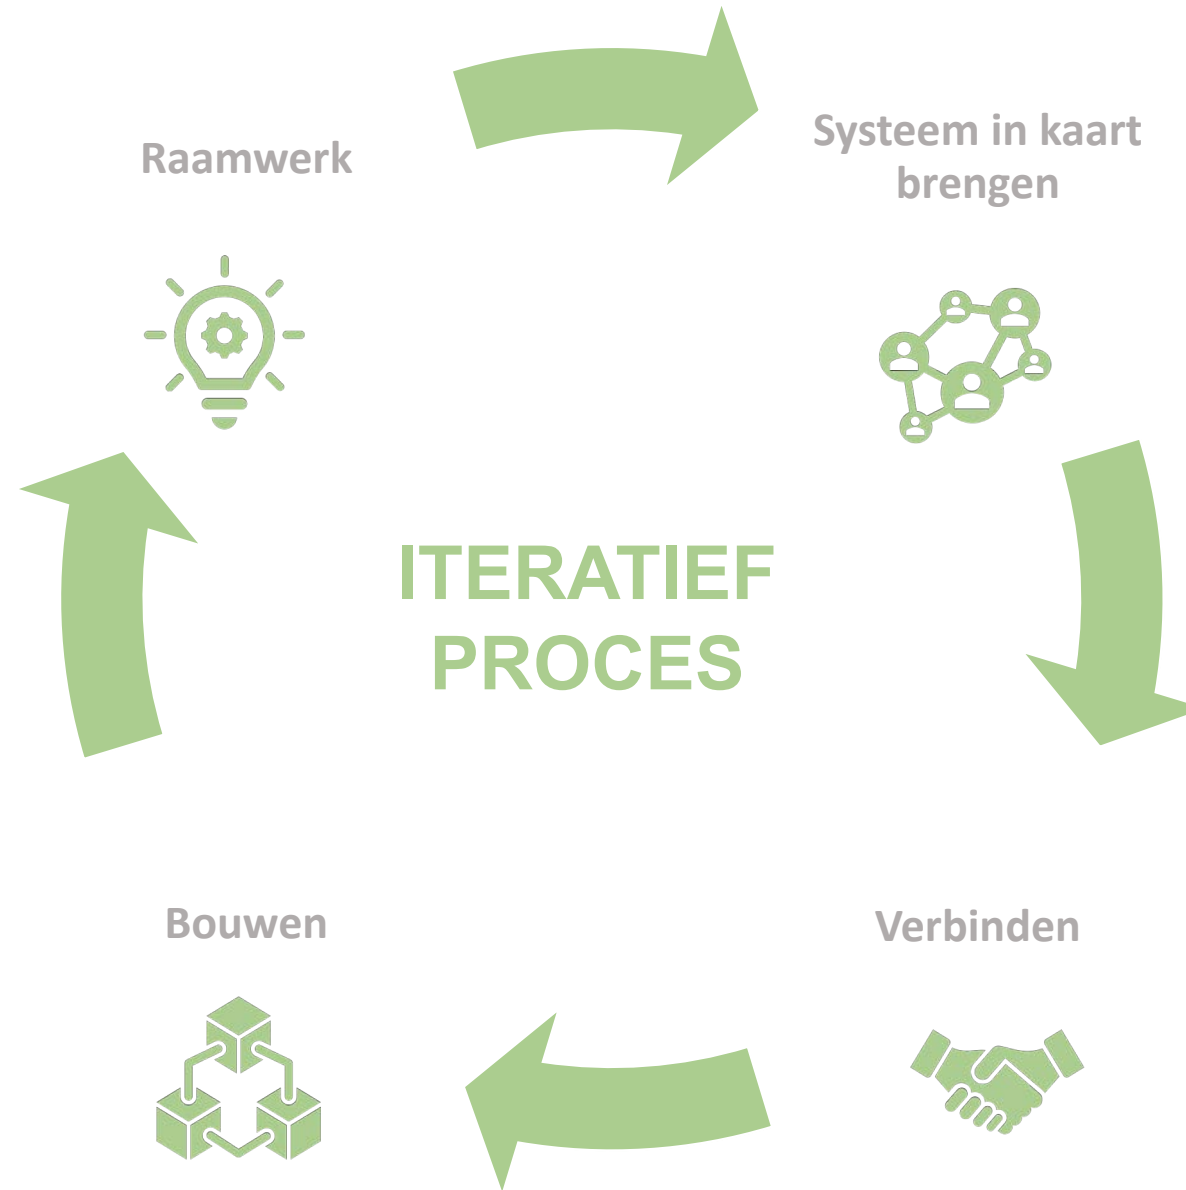 Raamwerk
Systeem in kaart
brengen
ITERATIEF
PROCES
Bouwen
Verbinden